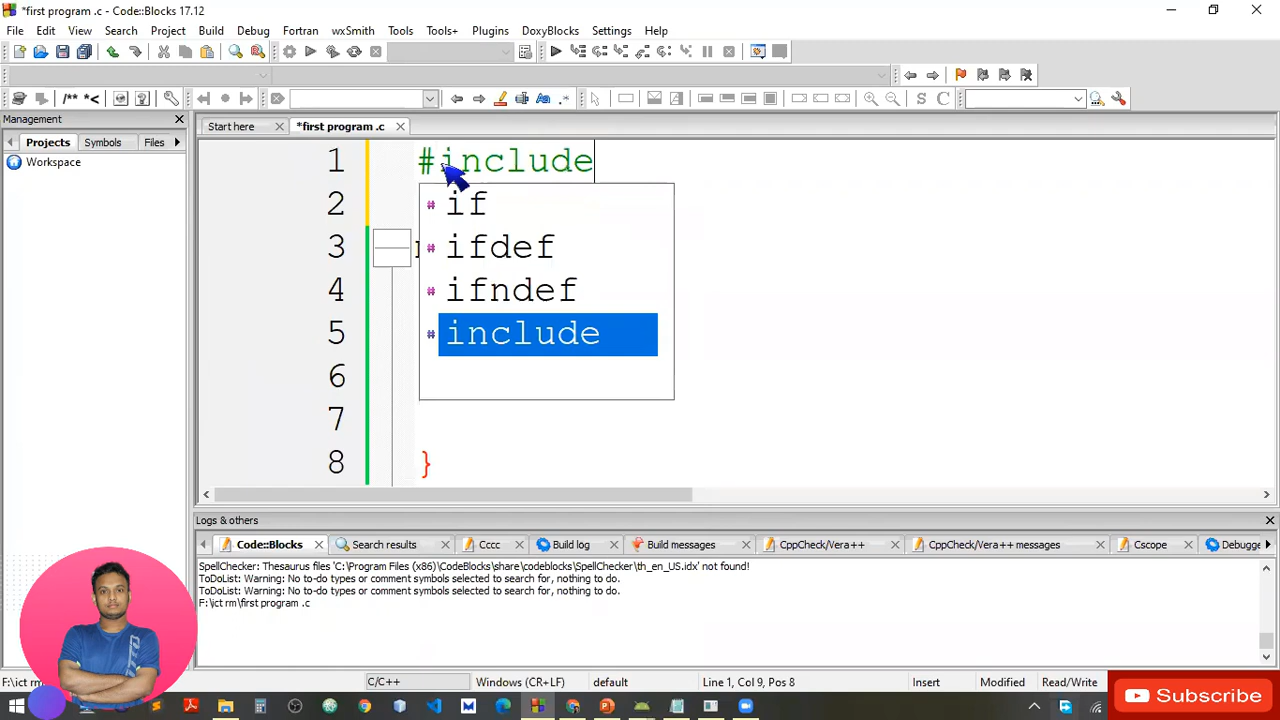 *first program .c - Code::Blocks 17.12
File Edit View Search Project Build Debug Fortran wxSmith Tools Tools+ Plugins DoxyBlocks Settings Help
/** *<
S C
Management
Start here *first program .c
Projects Symbols Files
Workspace
1 #include
2 if
3 ifdef
4 ifndef
5 include
6
7
8 }
Logs & others
Code::Blocks Search results Cccc Build log Build messages CppCheck/Vera++ CppCheck/Vera++ messages Cscope Debugge
SpellChecker: Thesaurus files 'C:\Program Files (x86)\CodeBlocks\share\codeblocks\SpellChecker\th_en_US.idx' not found!
ToDoList: Warning: No to-do types or comment symbols selected to search for, nothing to do.
ToDoList: Warning: No to-do types or comment symbols selected to search for, nothing to do.
F:\ict rm\first program .c
F:\ict r C/C++ Windows (CR+LF) default Line 1, Col 9, Pos 8 Insert Modified Read/Write
Subscribe